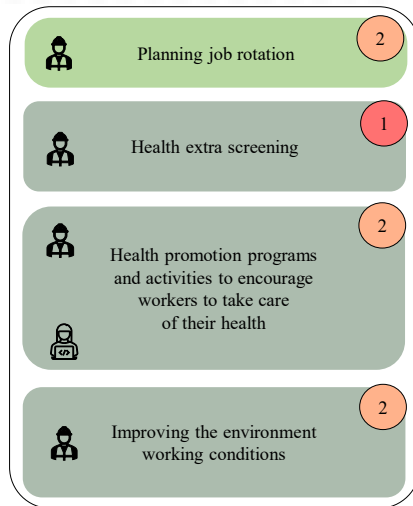 2
Planning job rotation
1
Health extra screening
2
Health promotion programs
and activities to encourage
workers to take care
of their health
</>
2
Improving the environment
working conditions